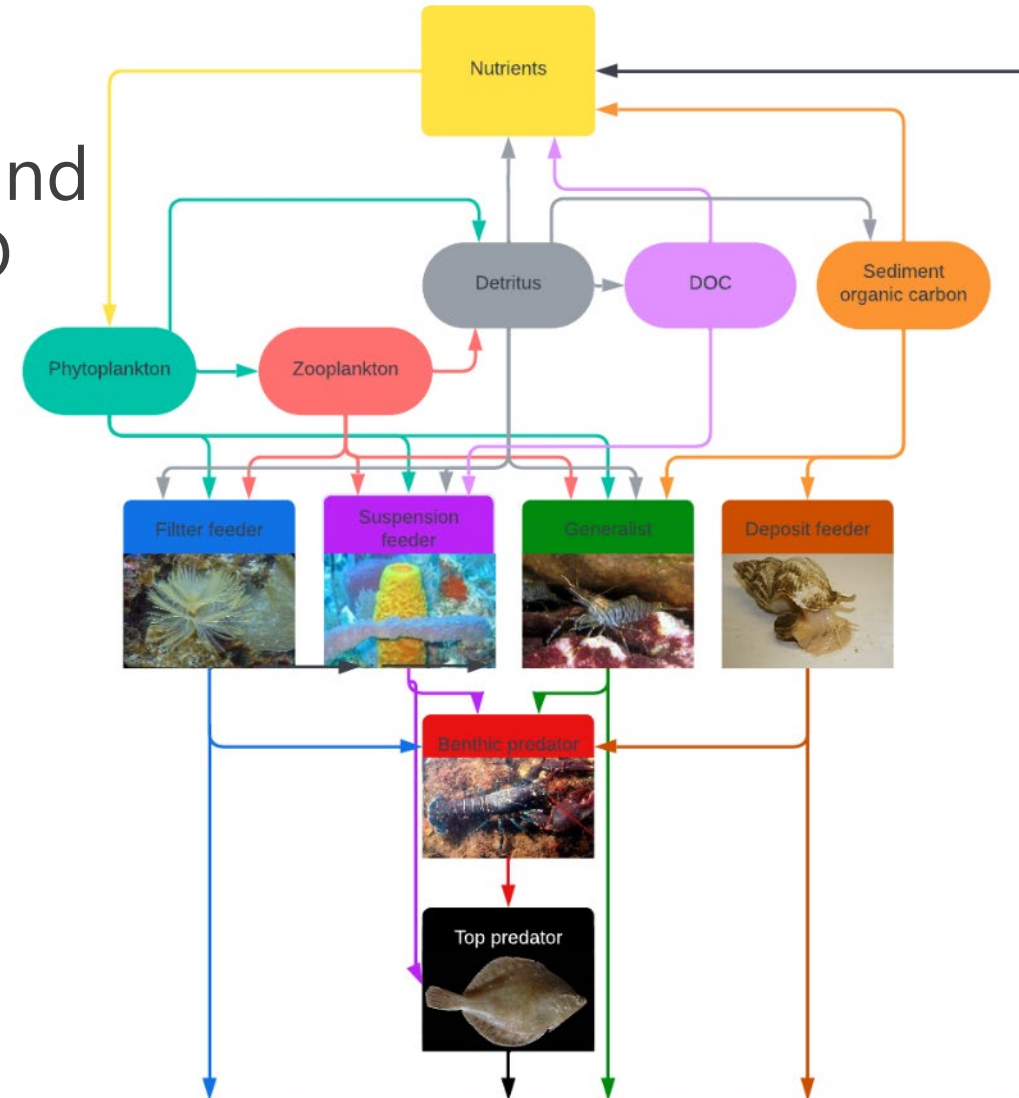 Nutrients
nd
Detritus
DOC
Sediment
organic carbon
Phytoplankton
Zooplankton
Filtter feeder
Suspension
feeder
Generalist
Deposit feeder
Benthic predator
Top predator